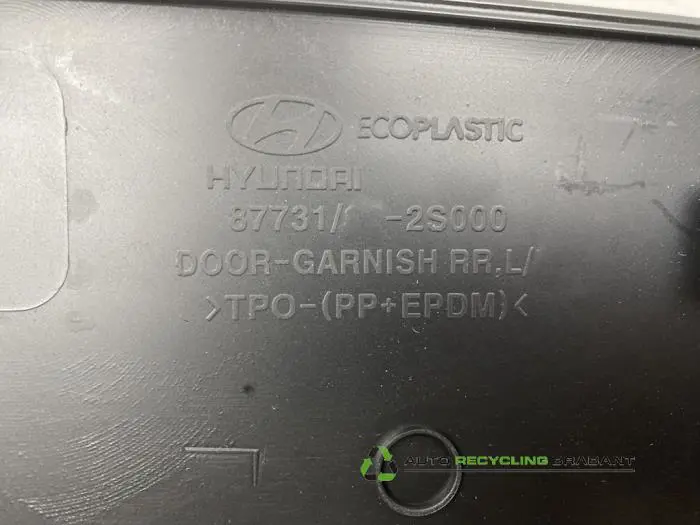 ECOPLASTIC
HYUNDAI
87731/ -2S000
DOOR-GARNISH RR,L/
>TPO-(PP+EPDM)<
AUTO RECYCLING BRABANT